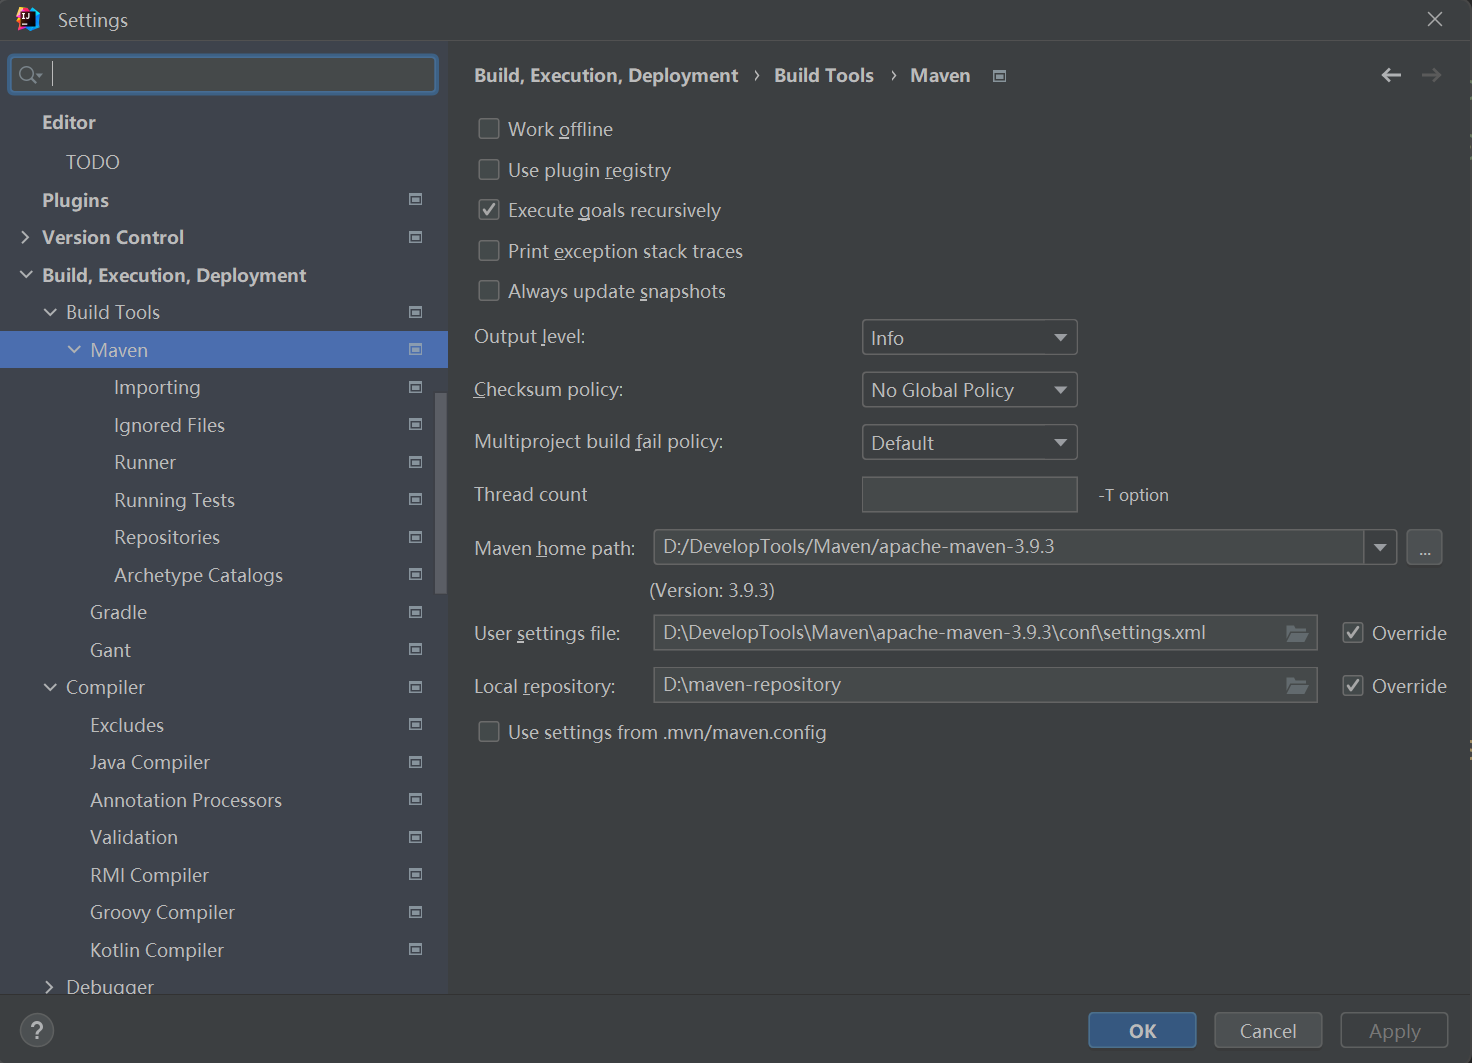 Settings
Editor
TODO
Plugins
Version Control
Build, Execution, Deployment
Build Tools
Maven
Importing
Ignored Files
Runner
Running Tests
Repositories
Archetype Catalogs
Gradle
Gant
Compiler
Excludes
Java Compiler
Annotation Processors
Validation
RMI Compiler
Groovy Compiler
Kotlin Compiler
Debugger
Build, Execution, Deployment › Build Tools › Maven
Work offline
Use plugin registry
Execute goals recursively
Print exception stack traces
Always update snapshots
Output level: Info
Checksum policy: No Global Policy
Multiproject build fail policy: Default
Thread count -T option
Maven home path: D:/DevelopTools/Maven/apache-maven-3.9.3 ...
(Version: 3.9.3)
User settings file: D:\DevelopTools\Maven\apache-maven-3.9.3\conf\settings.xml Override
Local repository: D:\maven-repository Override
Use settings from .mvn/maven.config
? OK Cancel Apply